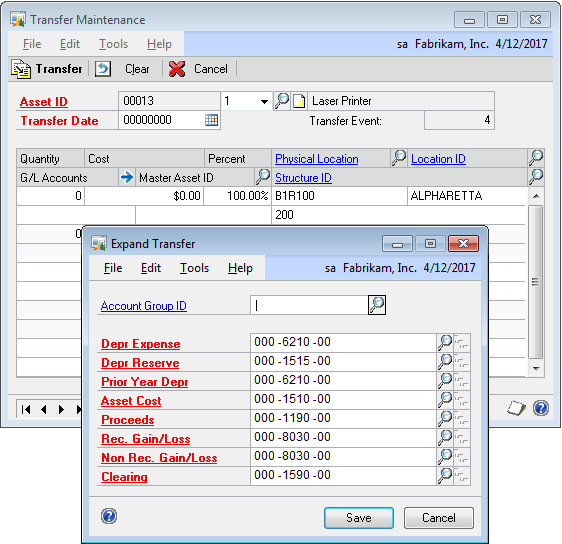 Transfer Maintenance
File Edit Tools Help sa Fabrikam, Inc. 4/12/2017
Transfer Clear Cancel
Asset ID 00013 1 Laser Printer
Transfer Date 00000000 Transfer Event: 4
Quantity Cost Percent Physical Location Location ID
G/L Accounts Master Asset ID Structure ID
0 $0.00 100.00% B1R100 ALPHARETTA
200
0
Expand Transfer
File Edit Tools Help sa Fabrikam, Inc. 4/12/2017
Account Group ID
Depr Expense 000 -6210 -00
Depr Reserve 000 -1515 -00
Prior Year Depr 000 -6210 -00
Asset Cost 000 -1510 -00
Proceeds 000 -1190 -00
Rec. Gain/Loss 000 -8030 -00
Non Rec. Gain/Loss 000 -8030 -00
Clearing 000 -1590 -00
Save Cancel